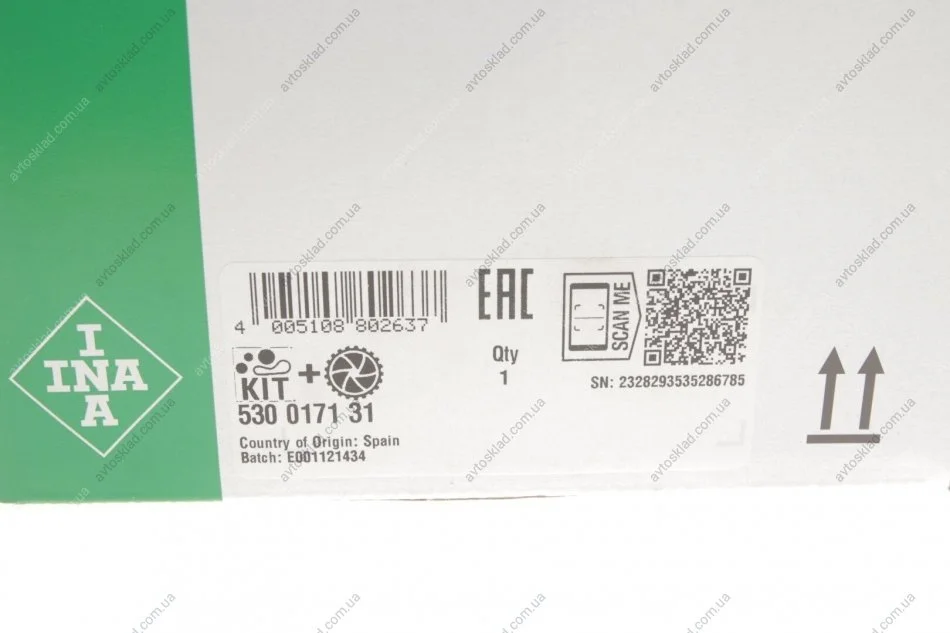 INA
INA
4 005108 802637
EAC
SCAN ME
KIT +
Qty
1
SN: 2328293535286785
530 0171 31
Country of Origin: Spain
Batch: E001121434
avtosklad.com.ua